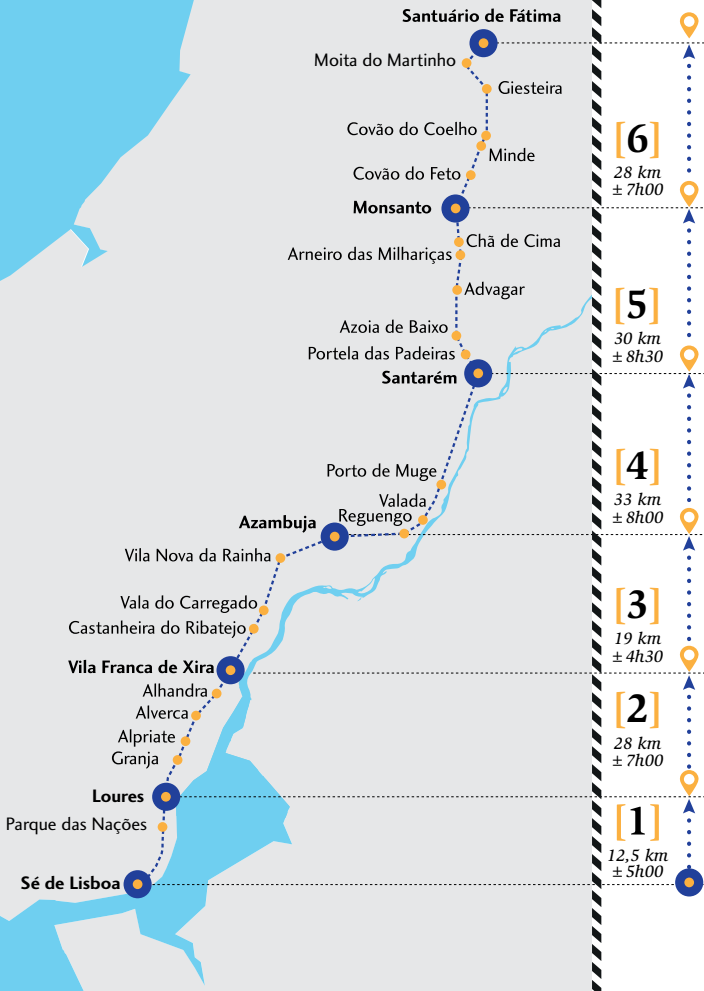 Santuário de Fátima
Moita do Martinho
Giesteira
Covão do Coelho
Minde
Covão do Feto
Monsanto
Chã de Cima
Arneiro das Milhariças
Advagar
Azoia de Baixo
Portela das Padeiras
Santarém
Porto de Muge
Valada
Reguengo
Azambuja
Vila Nova da Rainha
Vala do Carregado
Castanheira do Ribatejo
Vila Franca de Xira
Alhandra
Alverca
Alpriate
Granja
Loures
Parque das Nações
Sé de Lisboa
[6]
28 km
± 7h00
[5]
30 km
± 8h30
[4]
33 km
± 8h00
[3]
19 km
± 4h30
[2]
28 km
± 7h00
[1]
12,5 km
± 5h00